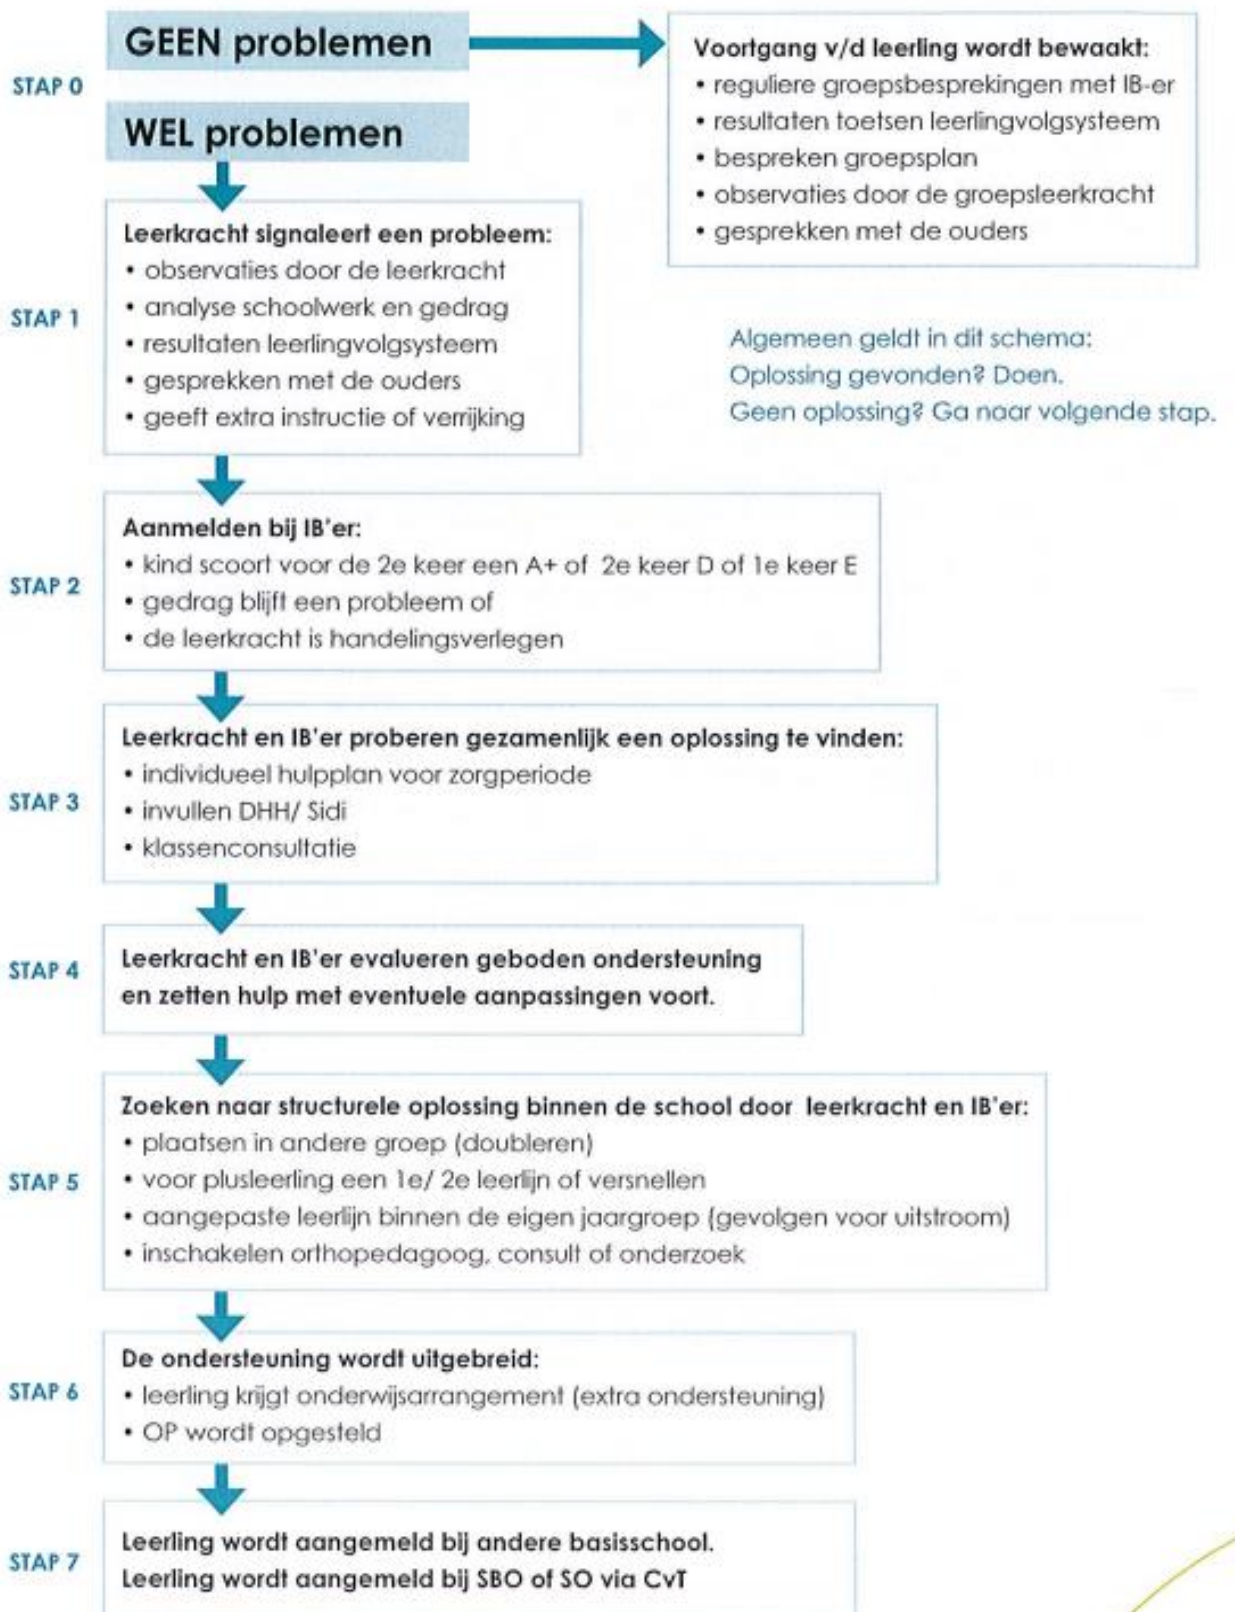 STAP 0
GEEN problemen
WEL problemen
Voortgang v/d leerling wordt bewaakt:
• reguliere groepsbesprekingen met IB-er
• resultaten toetsen leerlingvolgsysteem
• bespreken groepsplan
• observaties door de groepsleerkracht
• gesprekken met de ouders
STAP 1
Leerkracht signaleert een probleem:
• observaties door de leerkracht
• analyse schoolwerk en gedrag
• resultaten leerlingvolgsysteem
• gesprekken met de ouders
• geeft extra instructie of verrijking
Algemeen geldt in dit schema:
Oplossing gevonden? Doen.
Geen oplossing? Ga naar volgende stap.
STAP 2
Aanmelden bij IB'er:
• kind scoort voor de 2e keer een A+ of 2e keer D of 1e keer E
• gedrag blijft een probleem of
• de leerkracht is handelingsverlegen
STAP 3
Leerkracht en IB'er proberen gezamenlijk een oplossing te vinden:
• individueel hulpplan voor zorgperiode
• invullen DHH/ Sidi
• klassenconsultatie
STAP 4
Leerkracht en IB'er evalueren geboden ondersteuning
en zetten hulp met eventuele aanpassingen voort.
STAP 5
Zoeken naar structurele oplossing binnen de school door leerkracht en IB'er:
• plaatsen in andere groep (doubleren)
• voor plusleerling een 1e/ 2e leerlijn of versnellen
• aangepaste leerlijn binnen de eigen jaargroep (gevolgen voor uitstroom)
• inschakelen orthopedagoog, consult of onderzoek
STAP 6
De ondersteuning wordt uitgebreid:
• leerling krijgt onderwijsarrangement (extra ondersteuning)
• OP wordt opgesteld
STAP 7
Leerling wordt aangemeld bij andere basisschool.
Leerling wordt aangemeld bij SBO of SO via CvT